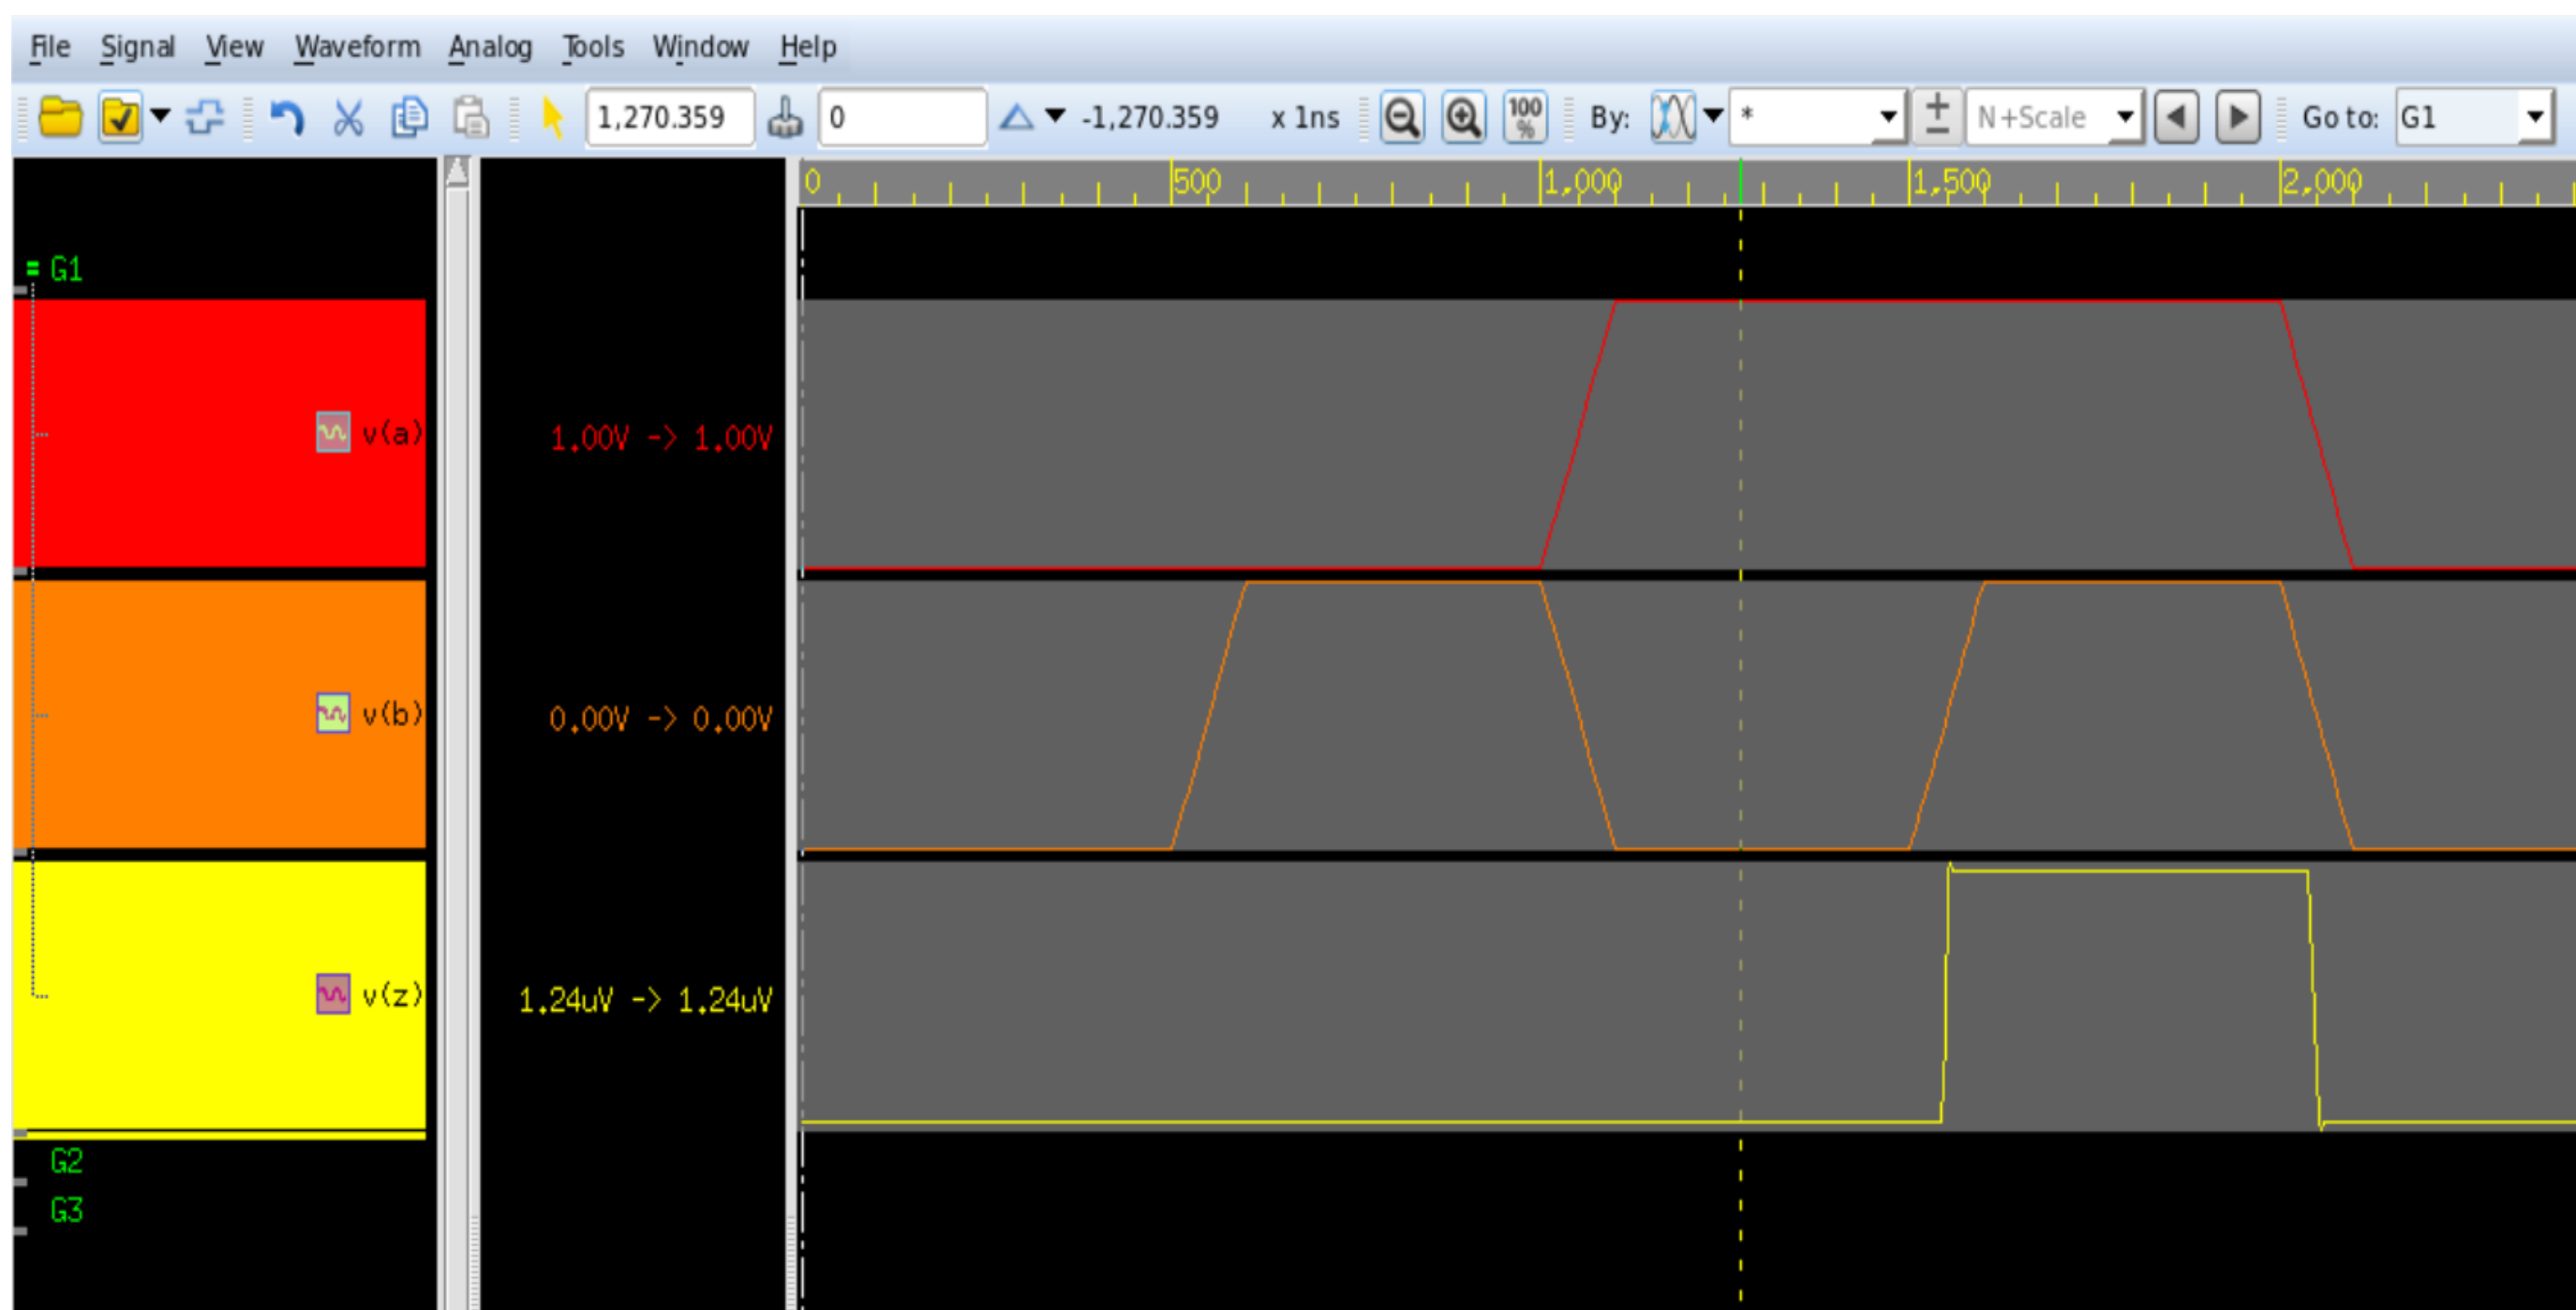 File Signal View Waveform Analog Tools Window Help
1,270.359 0 -1,270.359 x 1ns 100 % By: * N+Scale Go to: G1
0 500 1,000 1,500 2,000
G1
v(a) 1.00V -> 1.00V
v(b) 0.00V -> 0.00V
v(z) 1.24uV -> 1.24uV
G2
G3